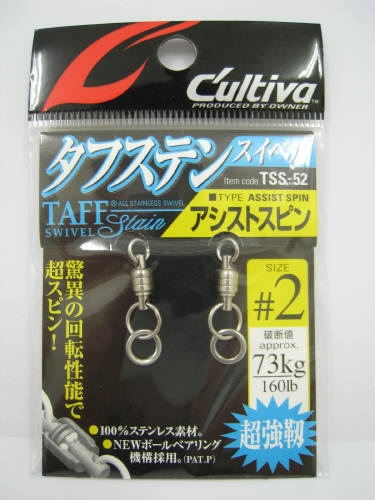 C'ultiva™
PRODUCED BY OWNER
タフステンスイベル
Item code. TSS-52
TAFF ®ALL STAINLESS SWIVEL
SWIVEL Stain
■TYPE ASSIST SPIN
アシストスピン
SIZE
#2
破断値
approx.
73kg
160lb
超強靱
驚異の回転性能で
超スピン!
●100%ステンレス素材。
●NEWボールベアリング
機構採用。(PAT.P)